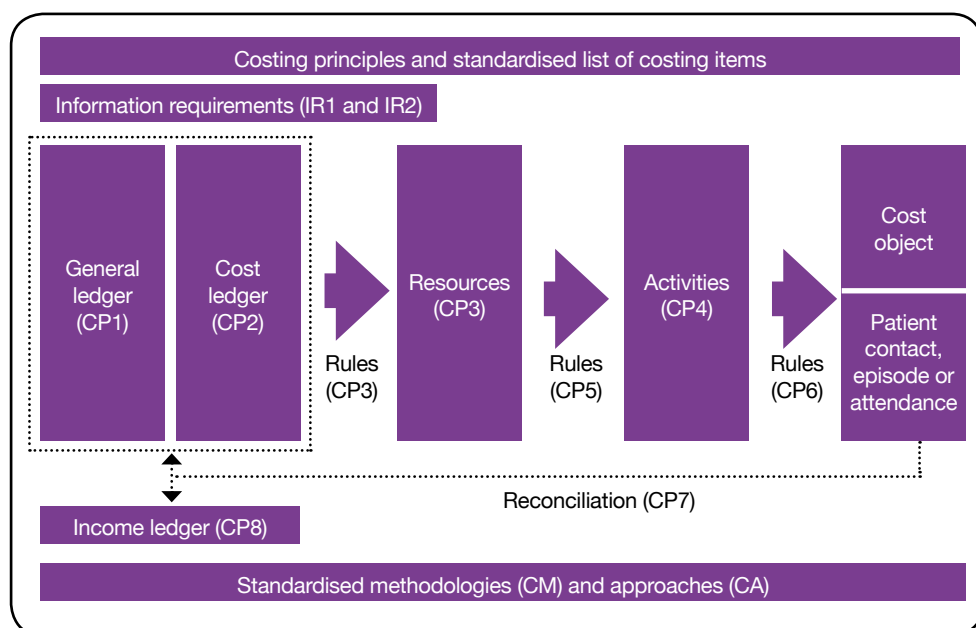 Costing principles and standardised list of costing items
Information requirements (IR1 and IR2)
General
ledger
(CP1)
Cost
ledger
(CP2)
Rules
(CP3)
Resources
(CP3)
Rules
(CP5)
Activities
(CP4)
Rules
(CP6)
Cost
object
Patient
contact,
episode or
attendance
Reconciliation (CP7)
Income ledger (CP8)
Standardised methodologies (CM) and approaches (CA)